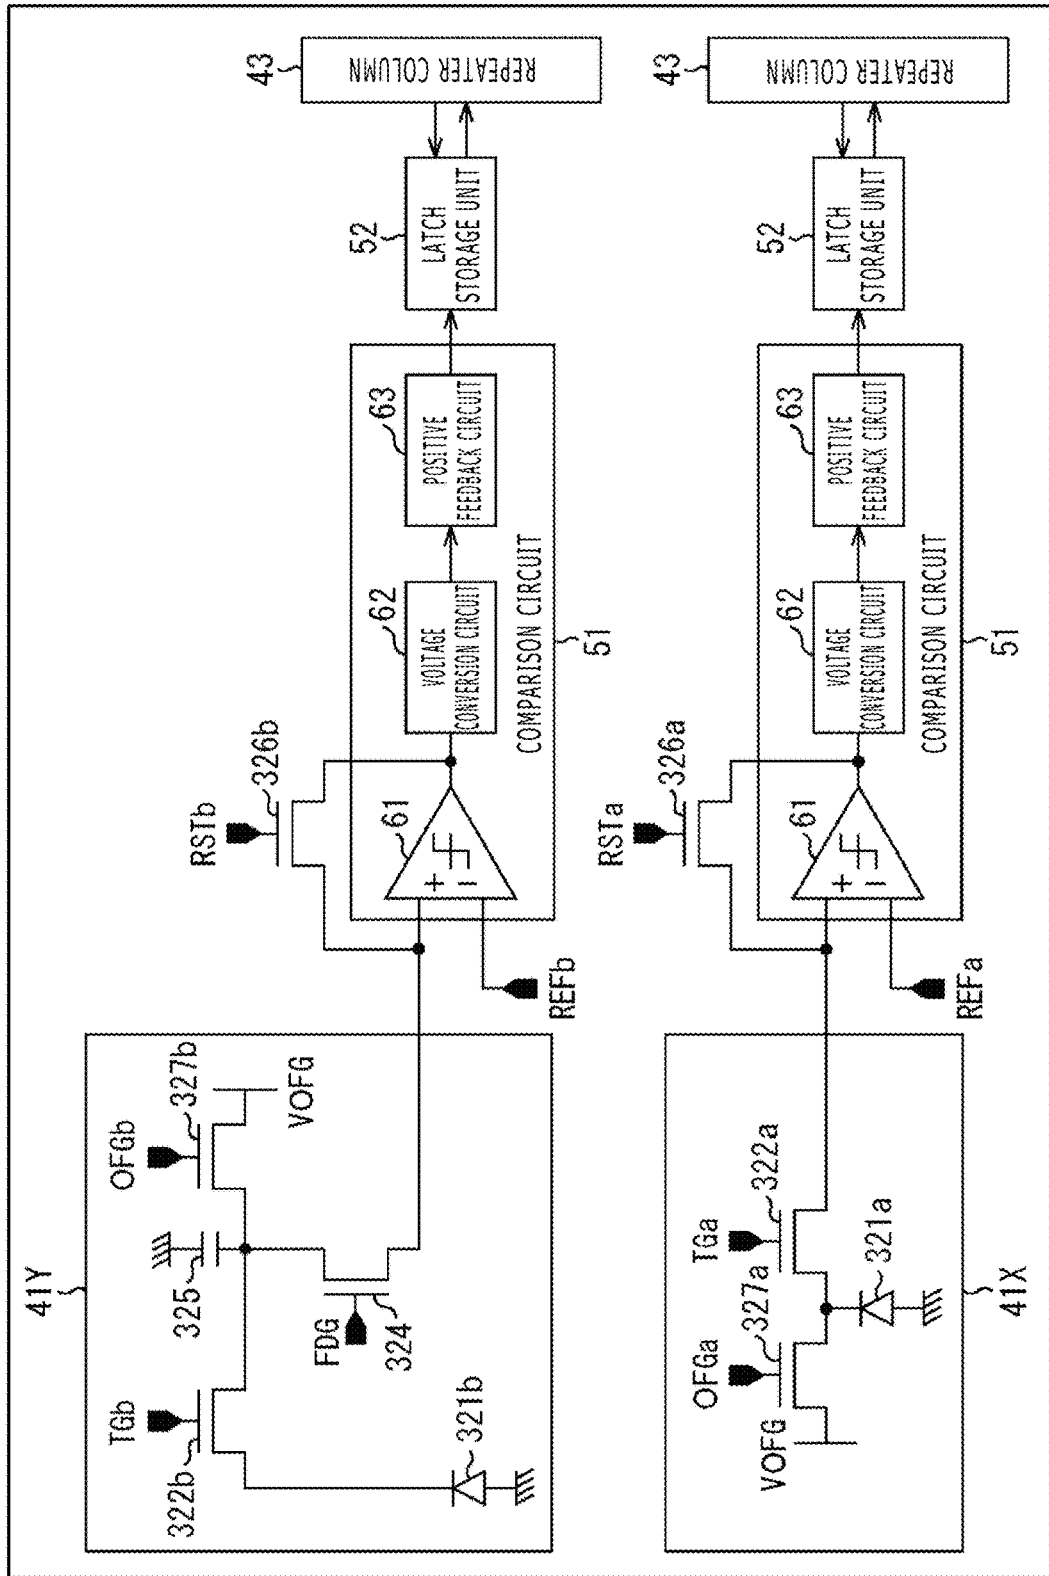 41Y
TGb
322b
325
OFGb
327b
VOFG
FDG
324
321b
RSTb
326b
61
+
−
REFb
62
VOLTAGE
CONVERSION CIRCUIT
63
POSITIVE
FEEDBACK CIRCUIT
COMPARISON CIRCUIT
51
52
LATCH
STORAGE UNIT
43
REPEATER COLUMN
OFGa
327a
VOFG
TGa
322a
321a
41X
RSTa
326a
61
+
−
REFa
62
VOLTAGE
CONVERSION CIRCUIT
63
POSITIVE
FEEDBACK CIRCUIT
COMPARISON CIRCUIT
51
52
LATCH
STORAGE UNIT
43
REPEATER COLUMN